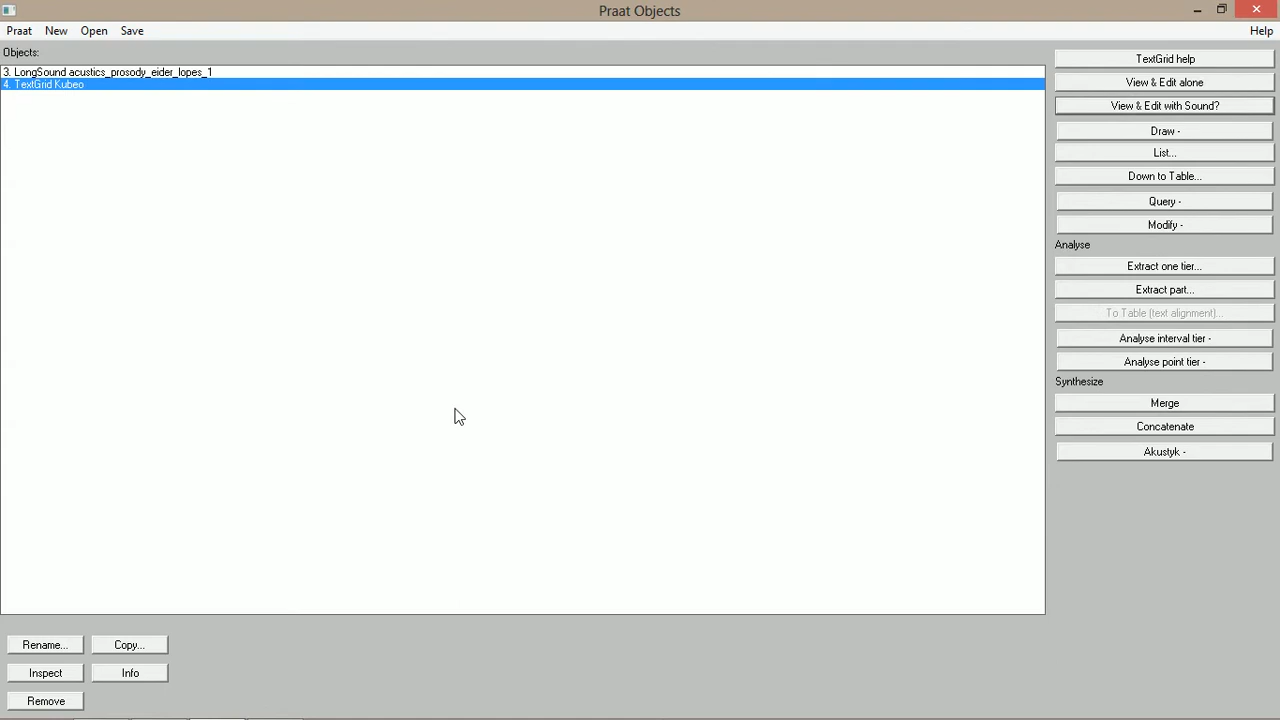 Praat Objects
Praat New Open Save Help
Objects:
3. LongSound acustics_prosody_eider_lopes_1
4. TextGrid Kubeo
TextGrid help
View & Edit alone
View & Edit with Sound?
Draw -
List...
Down to Table...
Query -
Modify -
Analyse
Extract one tier...
Extract part...
To Table (text alignment)...
Analyse interval tier -
Analyse point tier -
Synthesize
Merge
Concatenate
Akustyk -
Rename... Copy...
Inspect Info
Remove